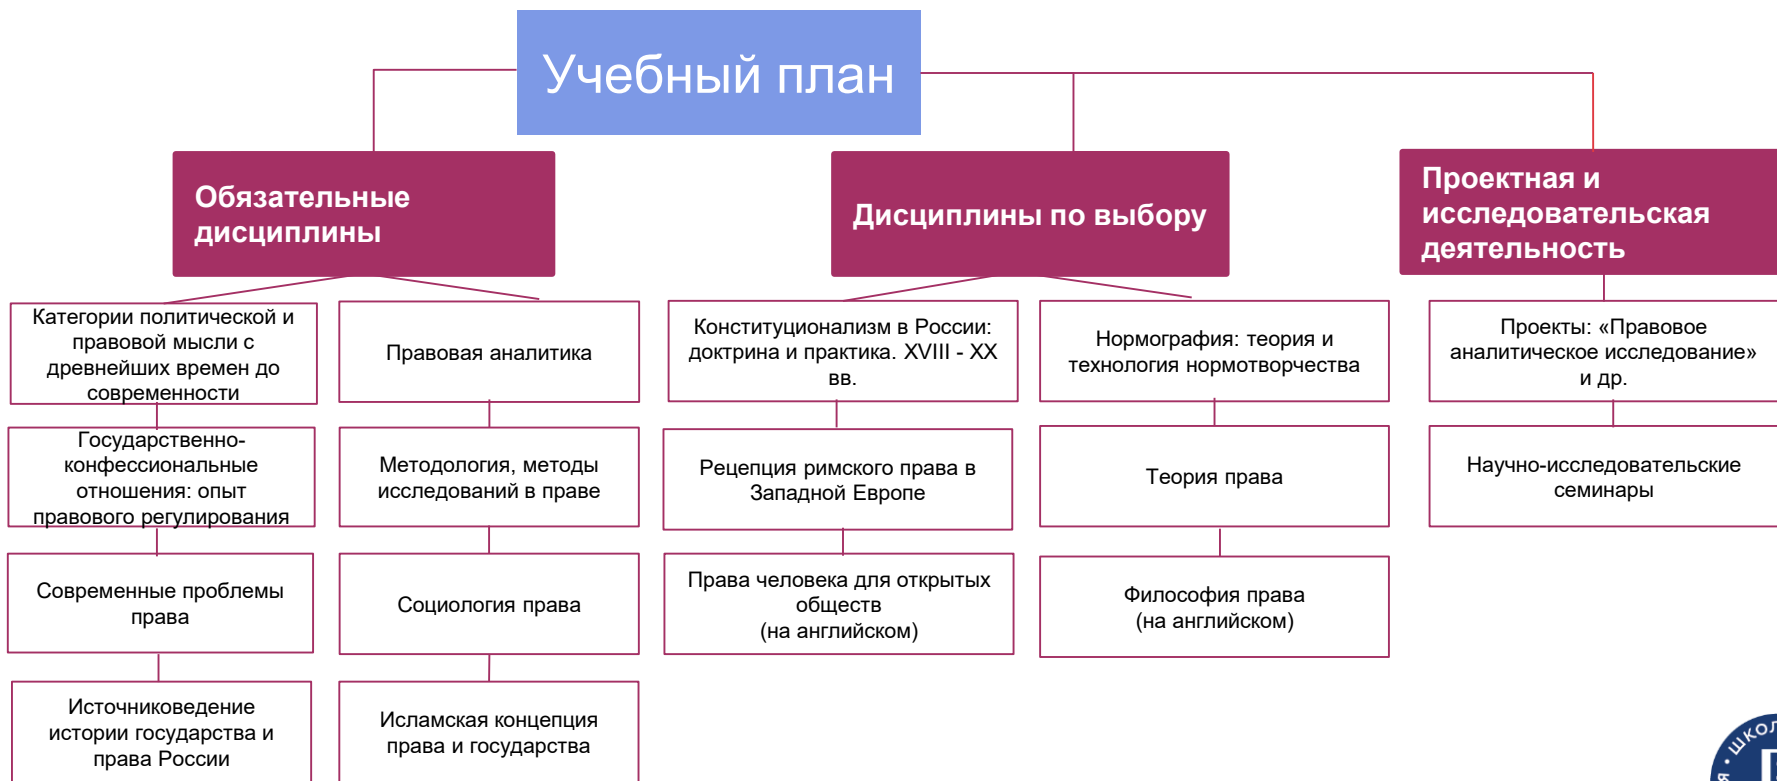 Учебный план
Обязательные
дисциплины
Дисциплины по выбору
Проектная и
исследовательская
деятельность
Категории политической и
правовой мысли с
древнейших времен до
современности
Правовая аналитика
Конституционализм в России:
доктрина и практика. XVIII - XX
вв.
Нормография: теория и
технология нормотворчества
Проекты: «Правовое
аналитическое исследование»
и др.
Государственно-
конфессиональные
отношения: опыт
правового регулирования
Методология, методы
исследований в праве
Рецепция римского права в
Западной Европе
Теория права
Научно-исследовательские
семинары
Современные проблемы
права
Социология права
Права человека для открытых
обществ
(на английском)
Философия права
(на английском)
Источниковедение
истории государства и
права России
Исламская концепция
права и государства